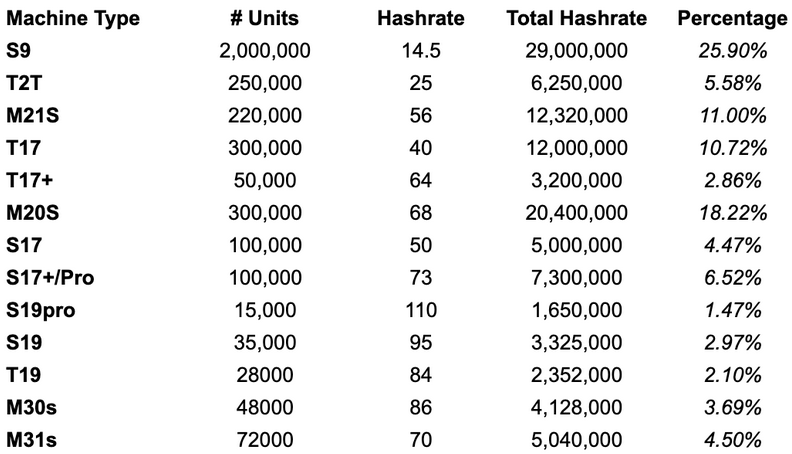 Machine Type # Units Hashrate Total Hashrate Percentage
S9 2,000,000 14.5 29,000,000 25.90%
T2T 250,000 25 6,250,000 5.58%
M21S 220,000 56 12,320,000 11.00%
T17 300,000 40 12,000,000 10.72%
T17+ 50,000 64 3,200,000 2.86%
M20S 300,000 68 20,400,000 18.22%
S17 100,000 50 5,000,000 4.47%
S17+/Pro 100,000 73 7,300,000 6.52%
S19pro 15,000 110 1,650,000 1.47%
S19 35,000 95 3,325,000 2.97%
T19 28000 84 2,352,000 2.10%
M30s 48000 86 4,128,000 3.69%
M31s 72000 70 5,040,000 4.50%